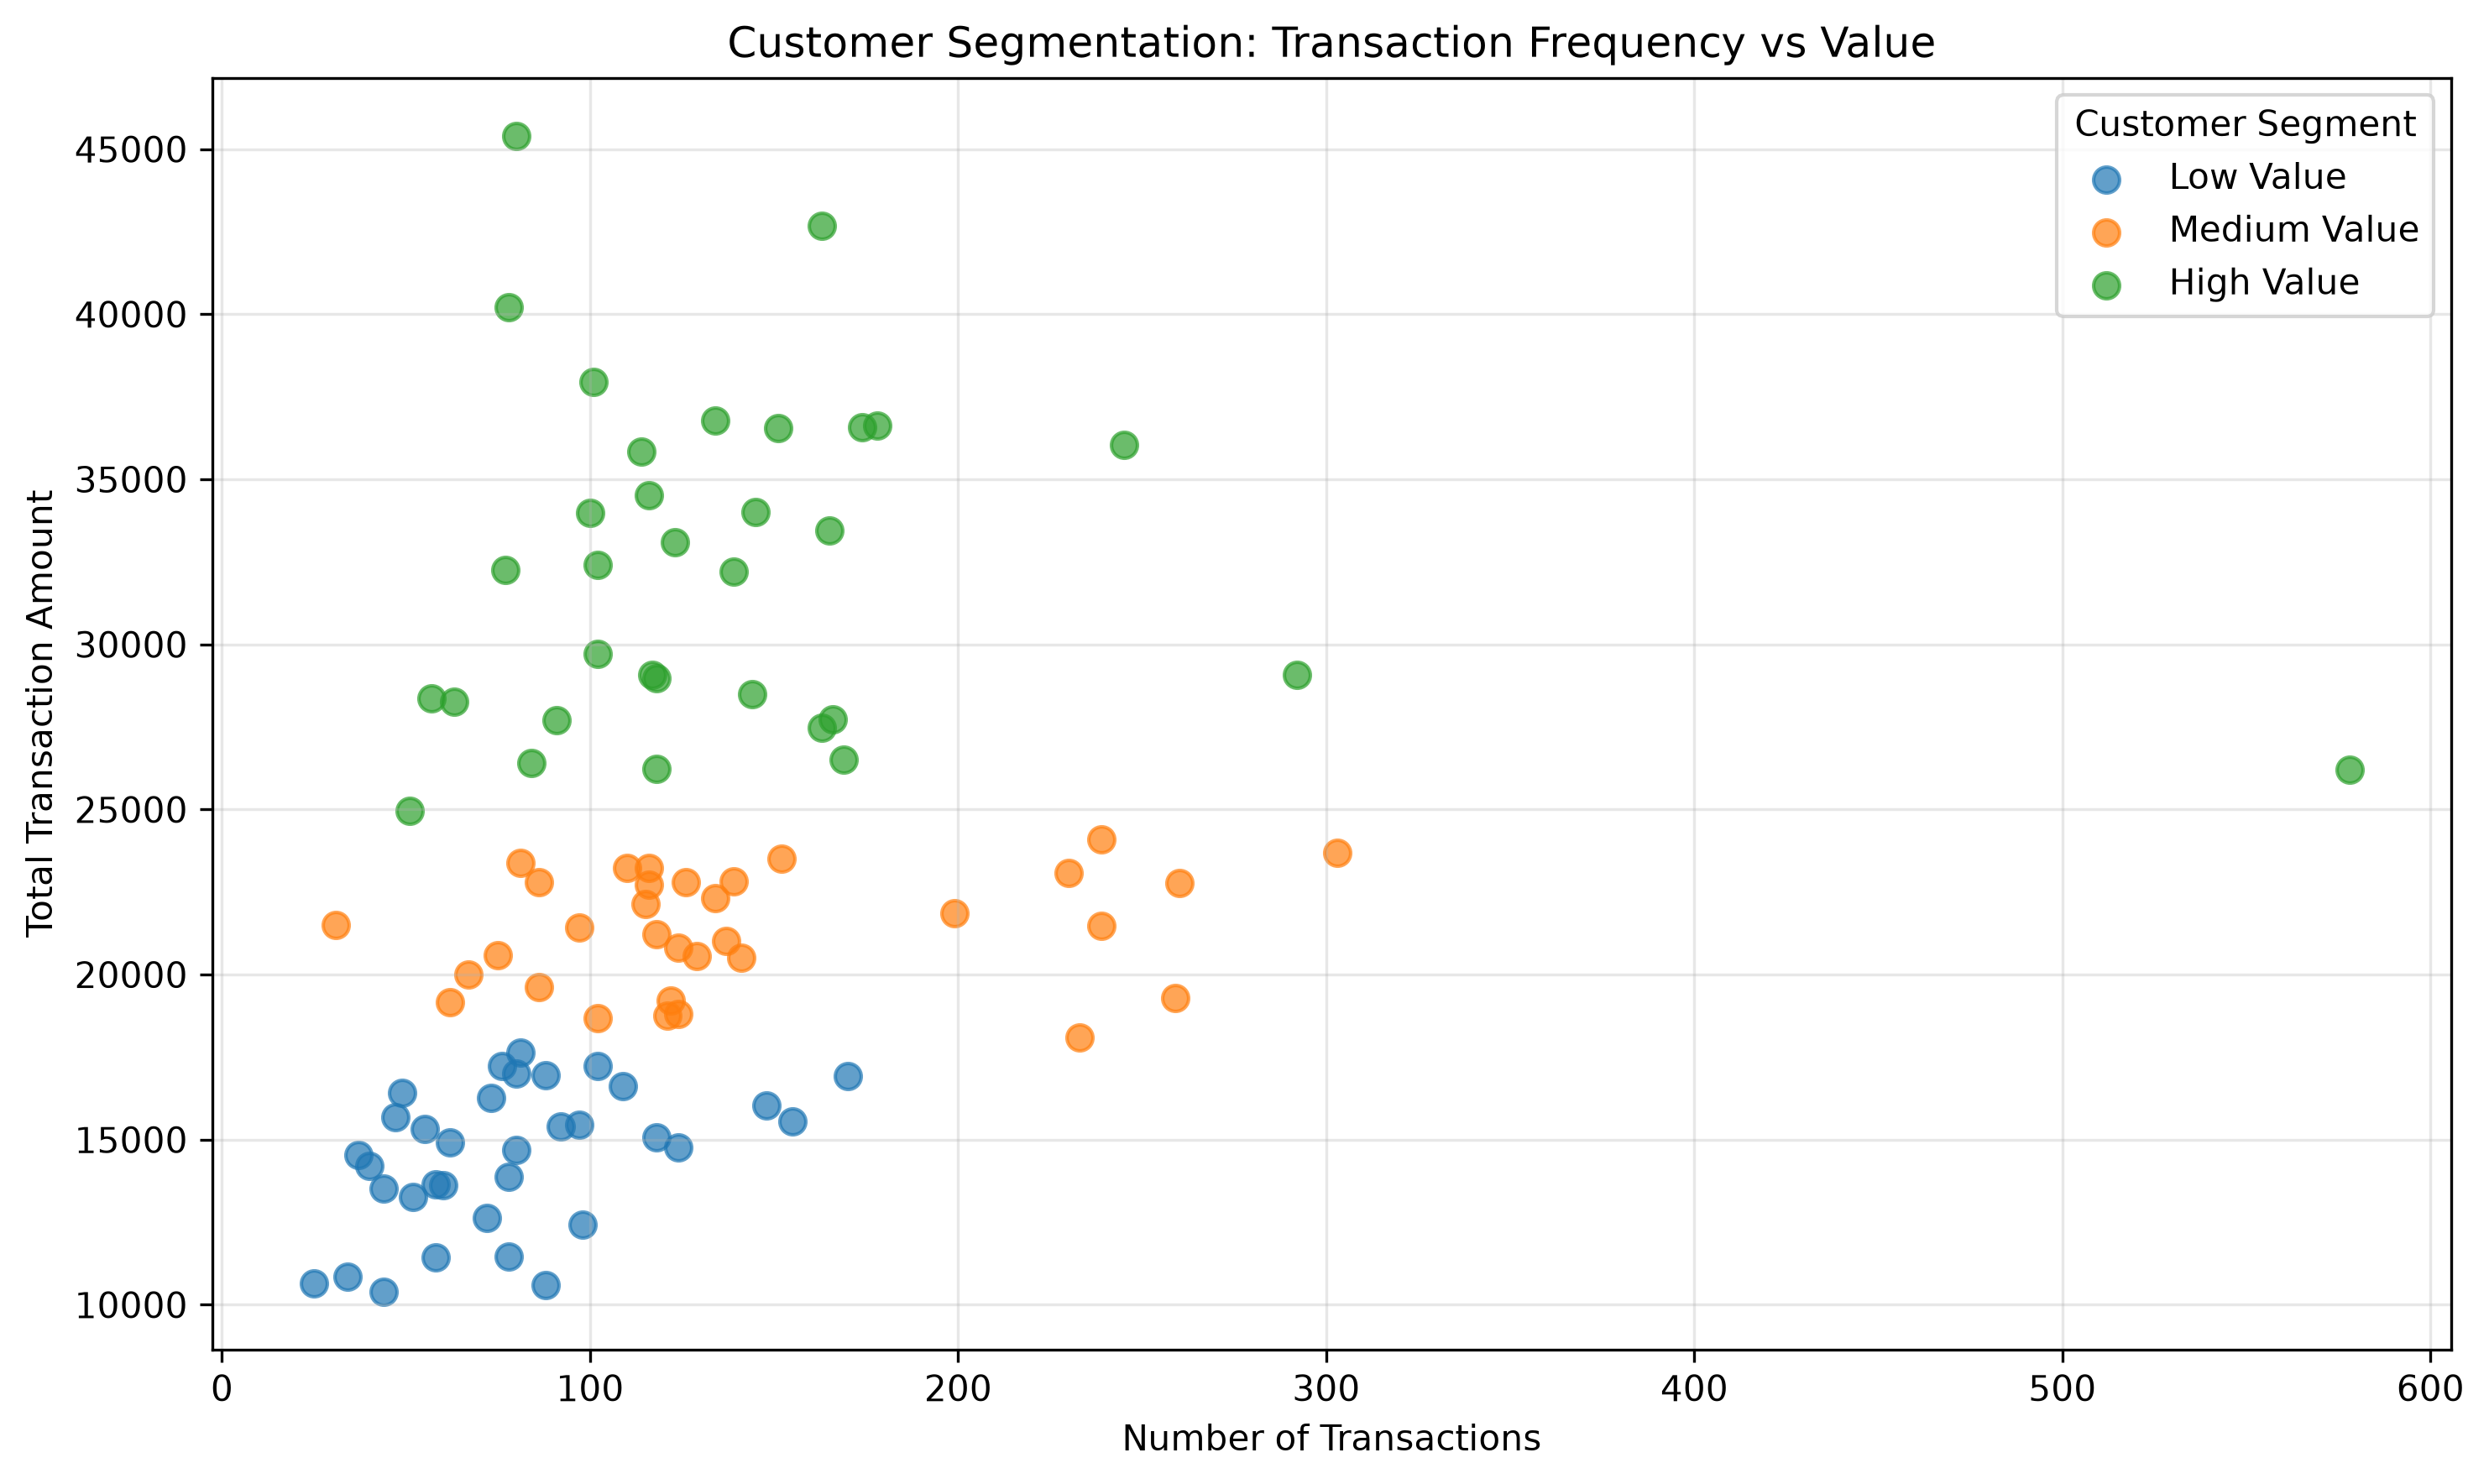 Customer Segmentation: Transaction Frequency vs Value
Customer Segment
Low Value
Medium Value
High Value
Total Transaction Amount
45000
40000
35000
30000
25000
20000
15000
10000
0 100 200 300 400 500 600
Number of Transactions